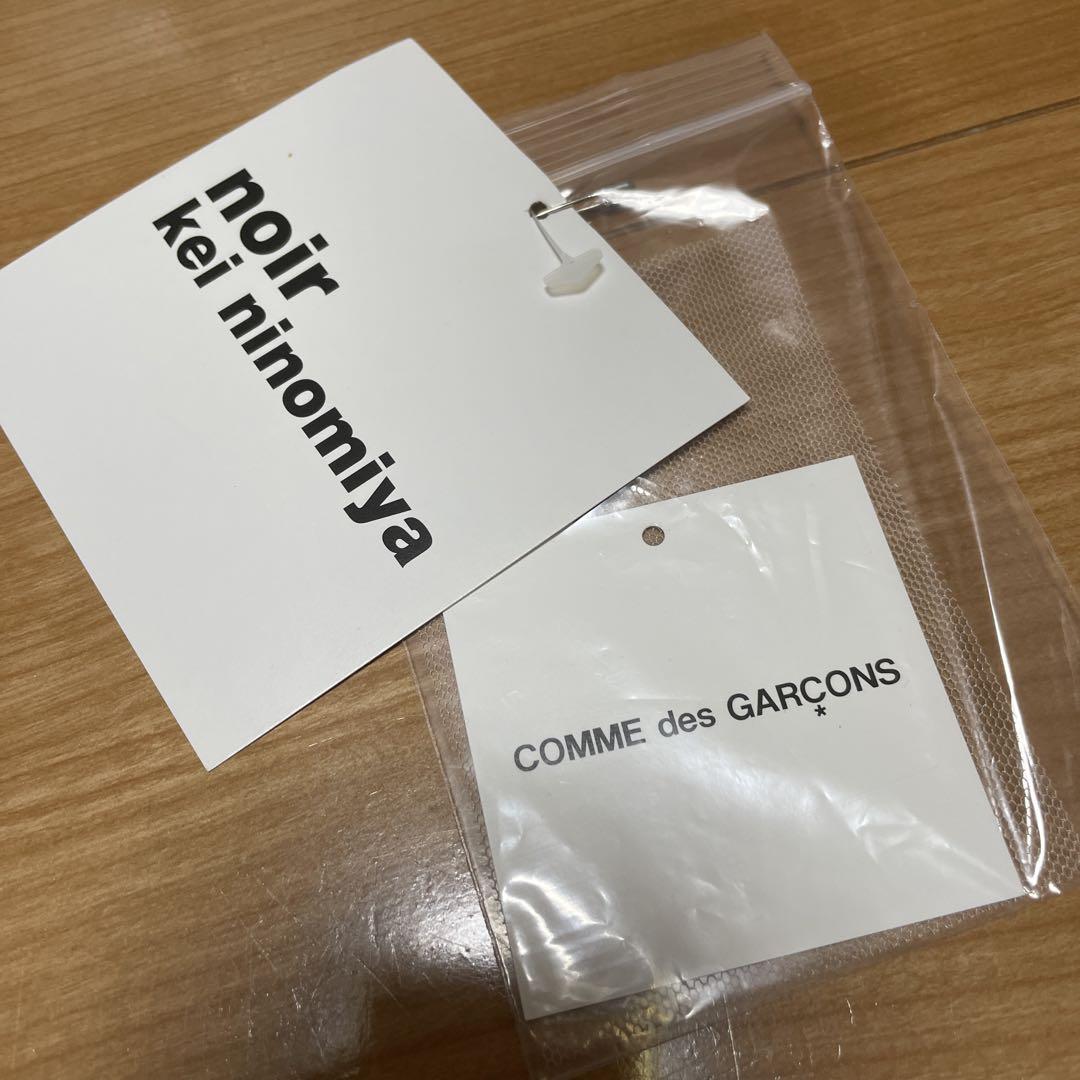 noir
kei ninomiya
COMME des GARÇONS
*